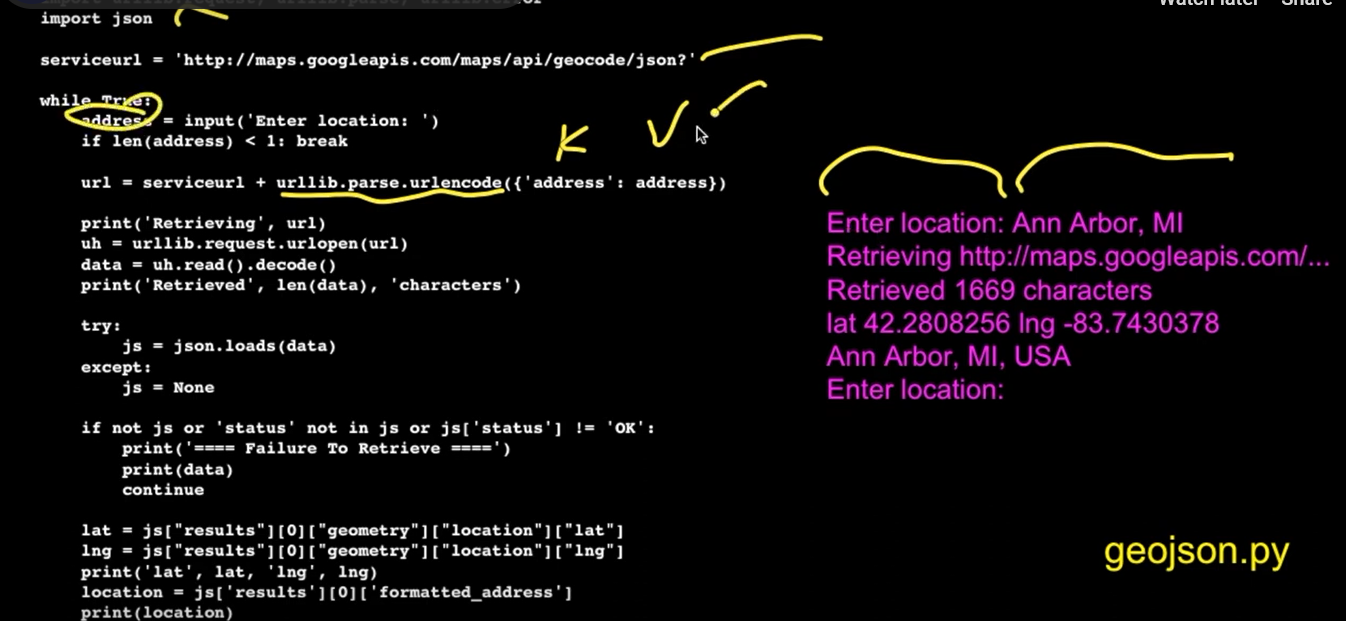 import json
serviceurl = 'http://maps.googleapis.com/maps/api/geocode/json?'
while True:
    address = input('Enter location: ')
    if len(address) < 1: break
K V
    url = serviceurl + urllib.parse.urlencode({'address': address})
    print('Retrieving', url)
    uh = urllib.request.urlopen(url)
    data = uh.read().decode()
    print('Retrieved', len(data), 'characters')
    try:
        js = json.loads(data)
    except:
        js = None
    if not js or 'status' not in js or js['status'] != 'OK':
        print('==== Failure To Retrieve ====')
        print(data)
        continue
    lat = js["results"][0]["geometry"]["location"]["lat"]
    lng = js["results"][0]["geometry"]["location"]["lng"]
    print('lat', lat, 'lng', lng)
    location = js['results'][0]['formatted_address']
    print(location)
Watch later Share
Enter location: Ann Arbor, MI
Retrieving http://maps.googleapis.com/...
Retrieved 1669 characters
lat 42.2808256 lng -83.7430378
Ann Arbor, MI, USA
Enter location:
geojson.py